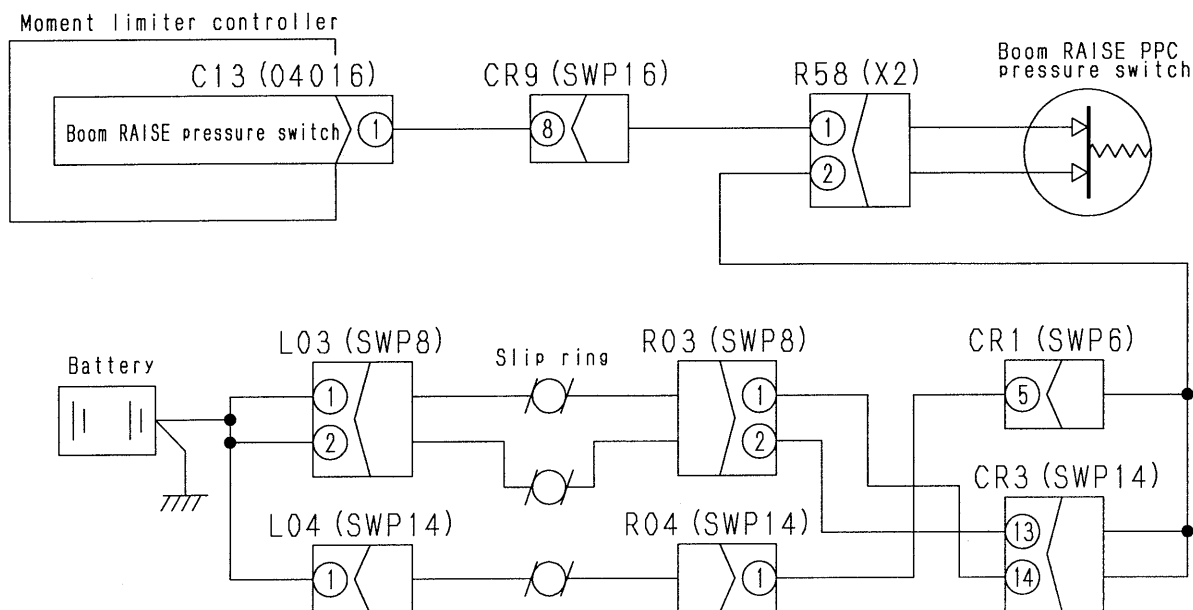 Moment limiter controller
C13 (04016)
CR9 (SWP16)
R58 (X2)
Boom RAISE PPC
pressure switch
Boom RAISE pressure switch
1
8
1
2
Battery
L03 (SWP8)
Slip ring
R03 (SWP8)
CR1 (SWP6)
1
2
1
2
5
L04 (SWP14)
R04 (SWP14)
CR3 (SWP14)
1
1
13
14